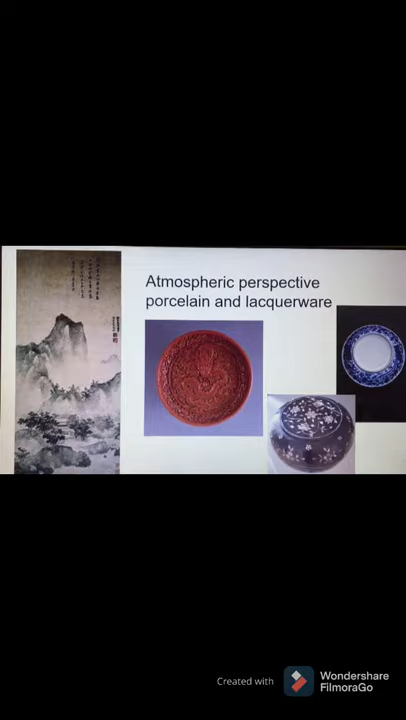 Atmospheric perspective
porcelain and lacquerware
Created with
Wondershare
FilmoraGo